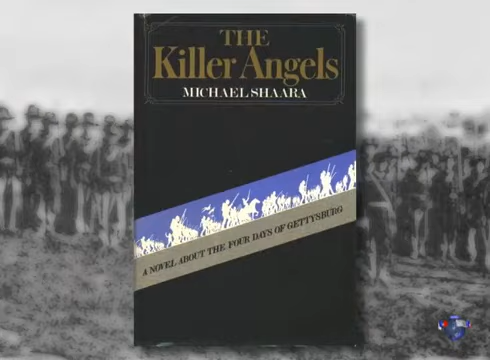 THE
Killer Angels
MICHAEL SHAARA
A NOVEL ABOUT THE FOUR DAYS OF GETTYSBURG